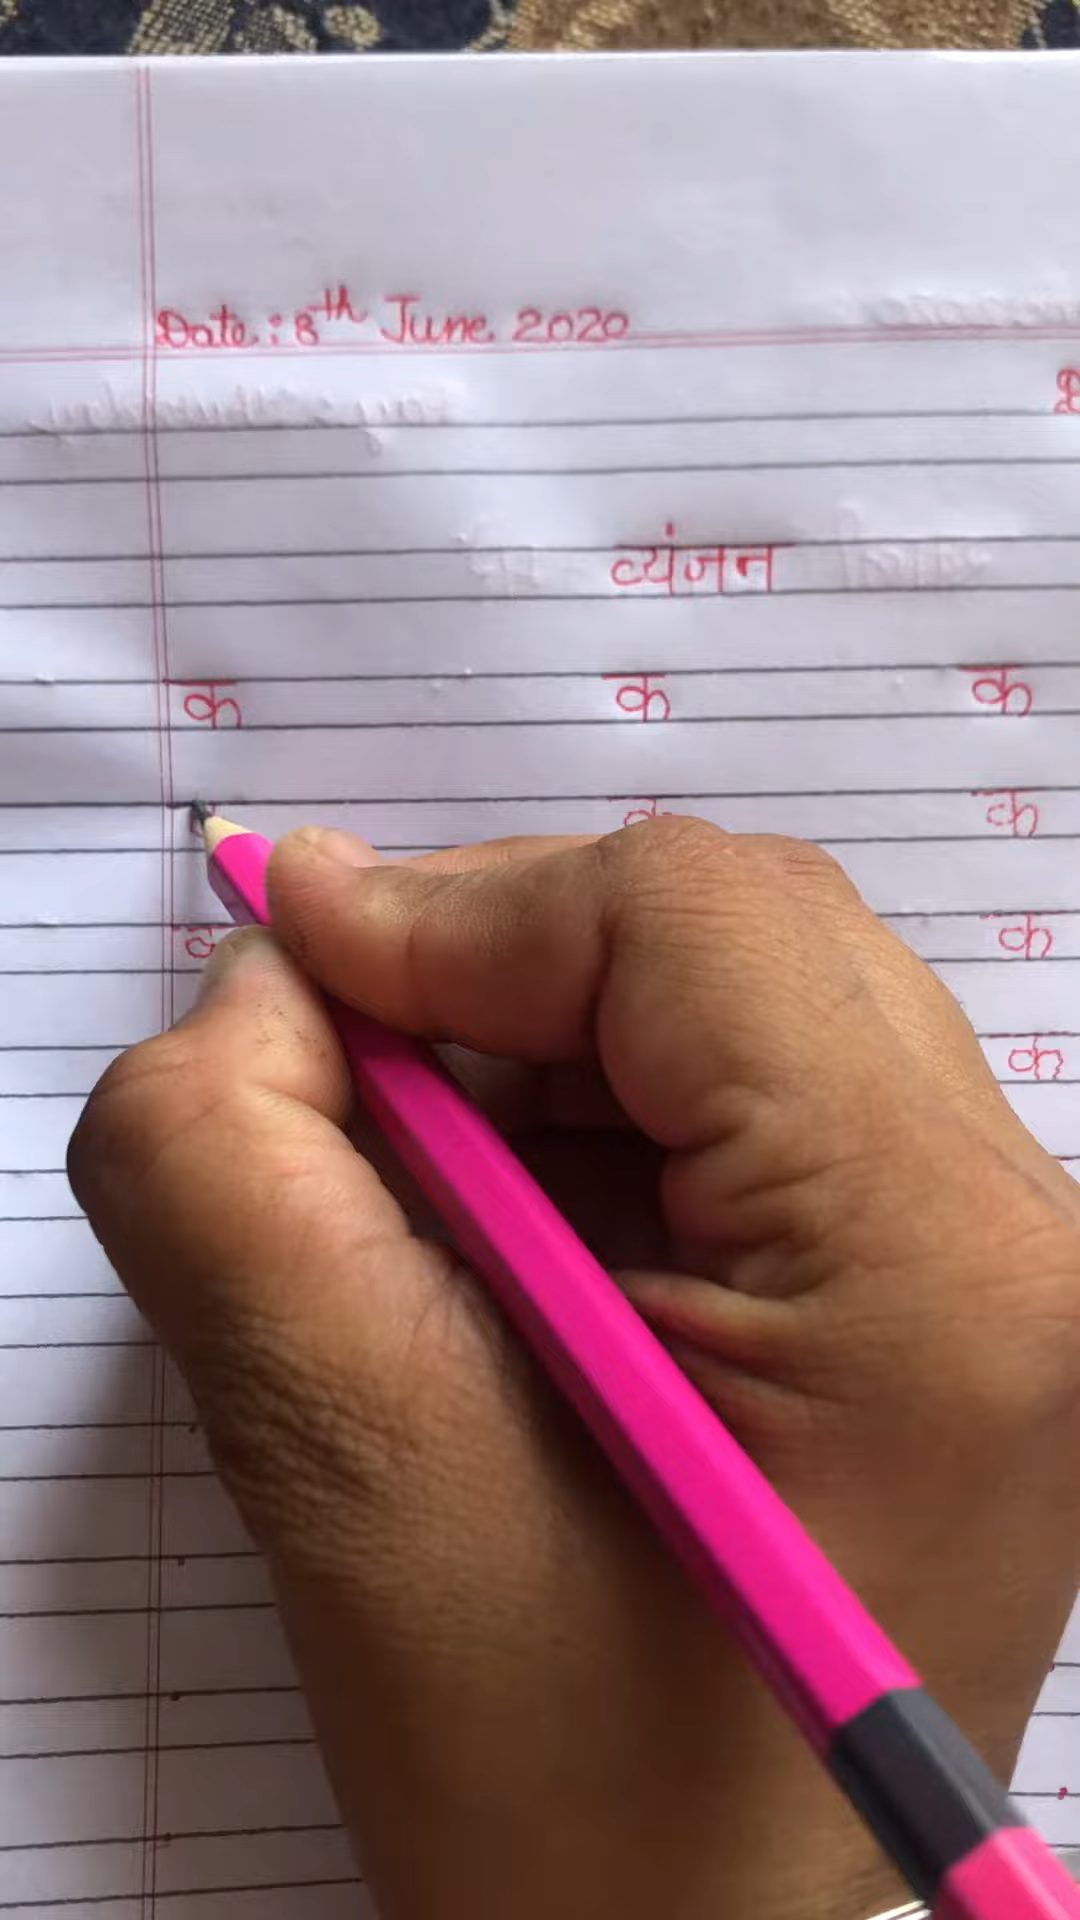 Date: 8th June 2020
व्यंजन
क क क
क क
क क
क